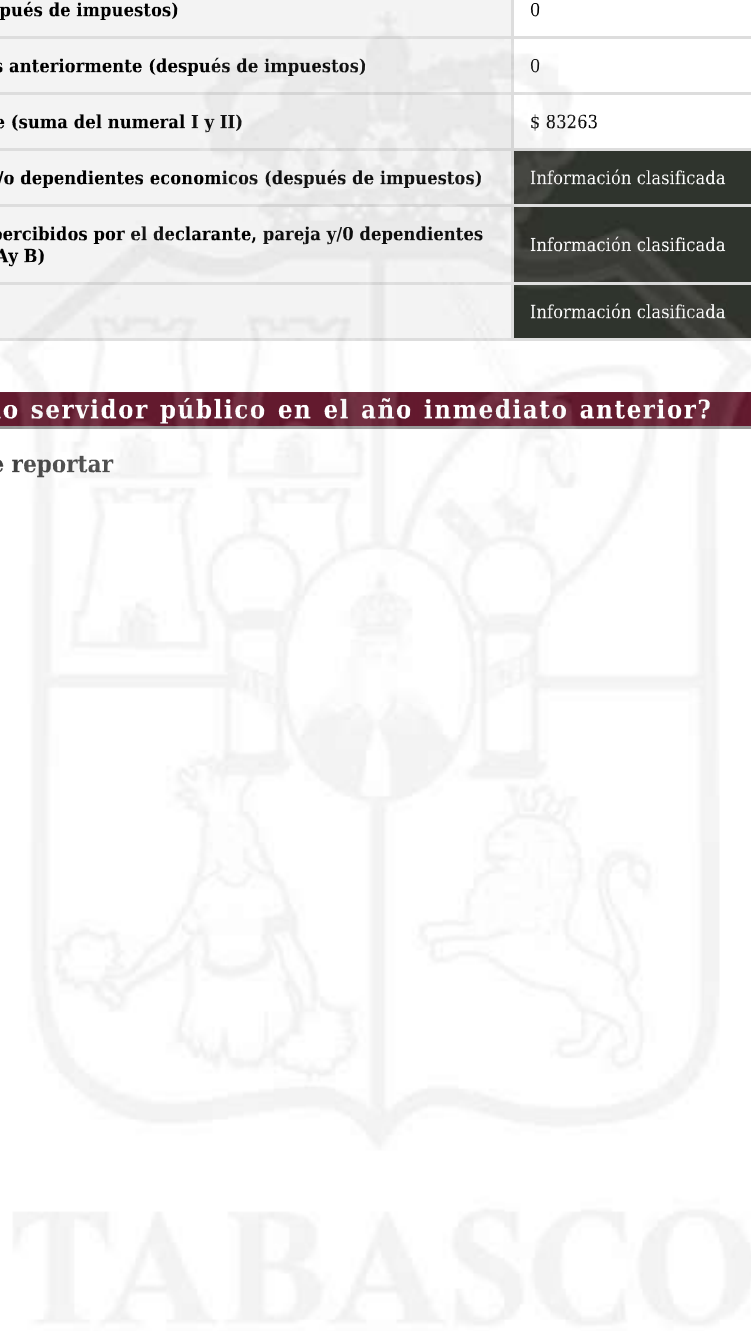 pués de impuestos)
0
s anteriormente (después de impuestos)
0
e (suma del numeral I y II)
$ 83263
/o dependientes economicos (después de impuestos)
Información clasificada
percibidos por el declarante, pareja y/0 dependientes
Ay B)
Información clasificada
Información clasificada
o servidor público en el año inmediato anterior?
e reportar
TABASCO